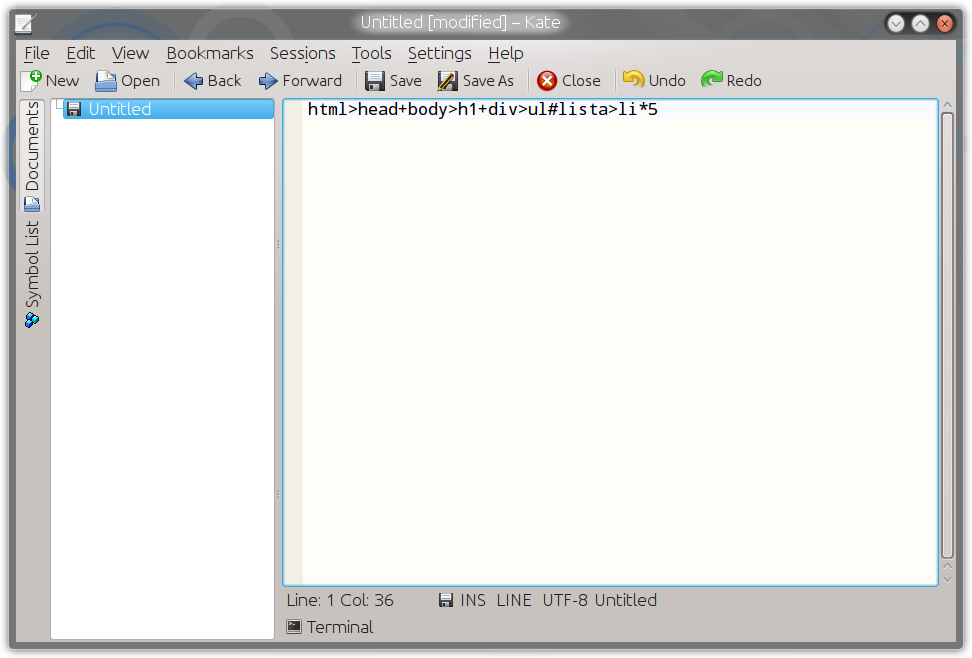 Untitled [modified] – Kate
File Edit View Bookmarks Sessions Tools Settings Help
New Open Back Forward Save Save As Close Undo Redo
Documents
Symbol List
Untitled
html>head+body>h1+div>ul#lista>li*5
Line: 1 Col: 36 INS LINE UTF-8 Untitled
Terminal